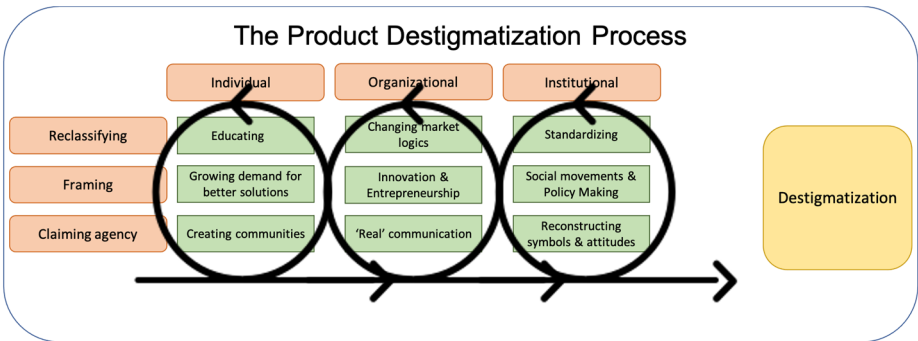 The Product Destigmatization Process
Individual
Organizational
Institutional
Reclassifying
Educating
Changing market
logics
Standardizing
Framing
Growing demand for
better solutions
Innovation &
Entrepreneurship
Social movements &
Policy Making
Claiming agency
Creating communities
‘Real’ communication
Reconstructing
symbols & attitudes
Destigmatization